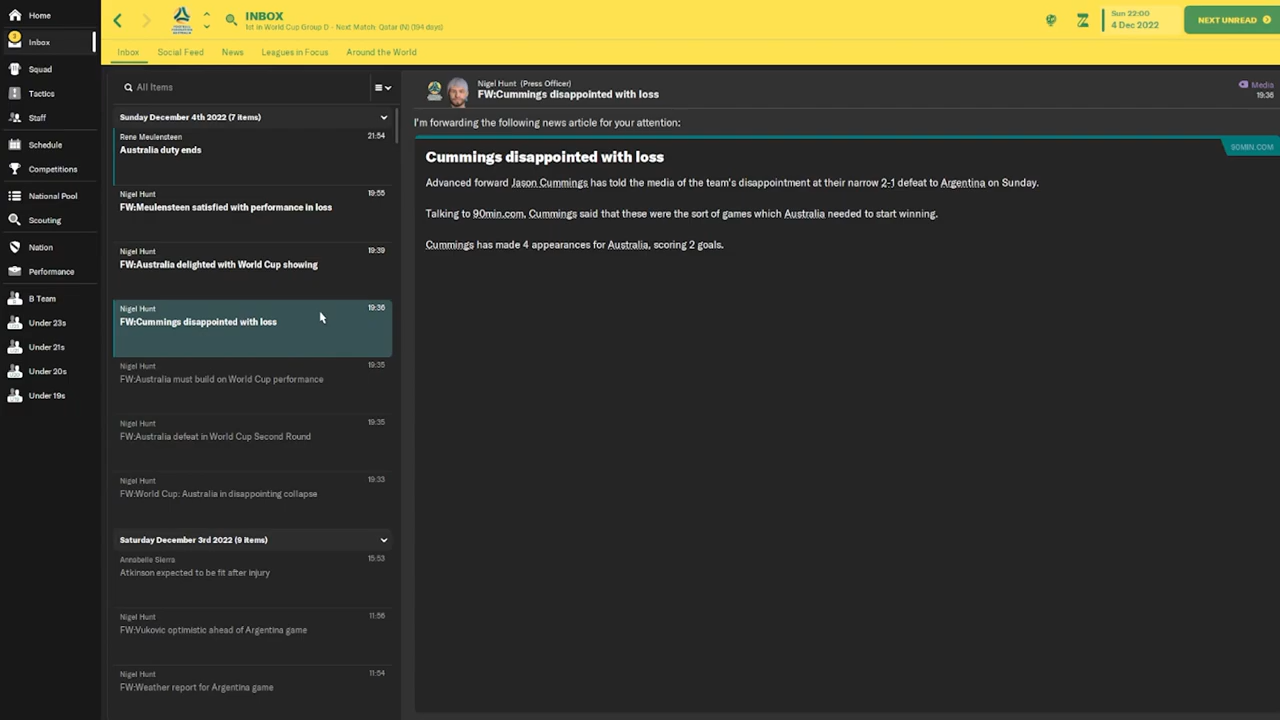 Home
Inbox
Squad
Tactics
Staff
Schedule
Competitions
National Pool
Scouting
Nation
Performance
B Team
Under 23s
Under 21s
Under 20s
Under 19s
INBOX
1st in World Cup Group D - Next Match: Qatar (N) (194 days)
Sun 22:00
4 Dec 2022
NEXT UNREAD
Inbox Social Feed News Leagues in Focus Around the World
All Items
Sunday December 4th 2022 (7 items)
Rene Meulensteen 21:54
Australia duty ends
Nigel Hunt 19:55
FW:Meulensteen satisfied with performance in loss
Nigel Hunt 19:39
FW:Australia delighted with World Cup showing
Nigel Hunt 19:36
FW:Cummings disappointed with loss
Nigel Hunt 19:35
FW:Australia must build on World Cup performance
Nigel Hunt 19:35
FW:Australia defeat in World Cup Second Round
Nigel Hunt 19:33
FW:World Cup: Australia in disappointing collapse
Saturday December 3rd 2022 (9 items)
Annabelle Sierra 15:53
Atkinson expected to be fit after injury
Nigel Hunt 11:56
FW:Vukovic optimistic ahead of Argentina game
Nigel Hunt 11:54
FW:Weather report for Argentina game
Nigel Hunt (Press Officer)
FW:Cummings disappointed with loss
Media
19:36
I'm forwarding the following news article for your attention:
90MIN.COM
Cummings disappointed with loss
Advanced forward Jason Cummings has told the media of the team's disappointment at their narrow 2-1 defeat to Argentina on Sunday.
Talking to 90min.com, Cummings said that these were the sort of games which Australia needed to start winning.
Cummings has made 4 appearances for Australia, scoring 2 goals.